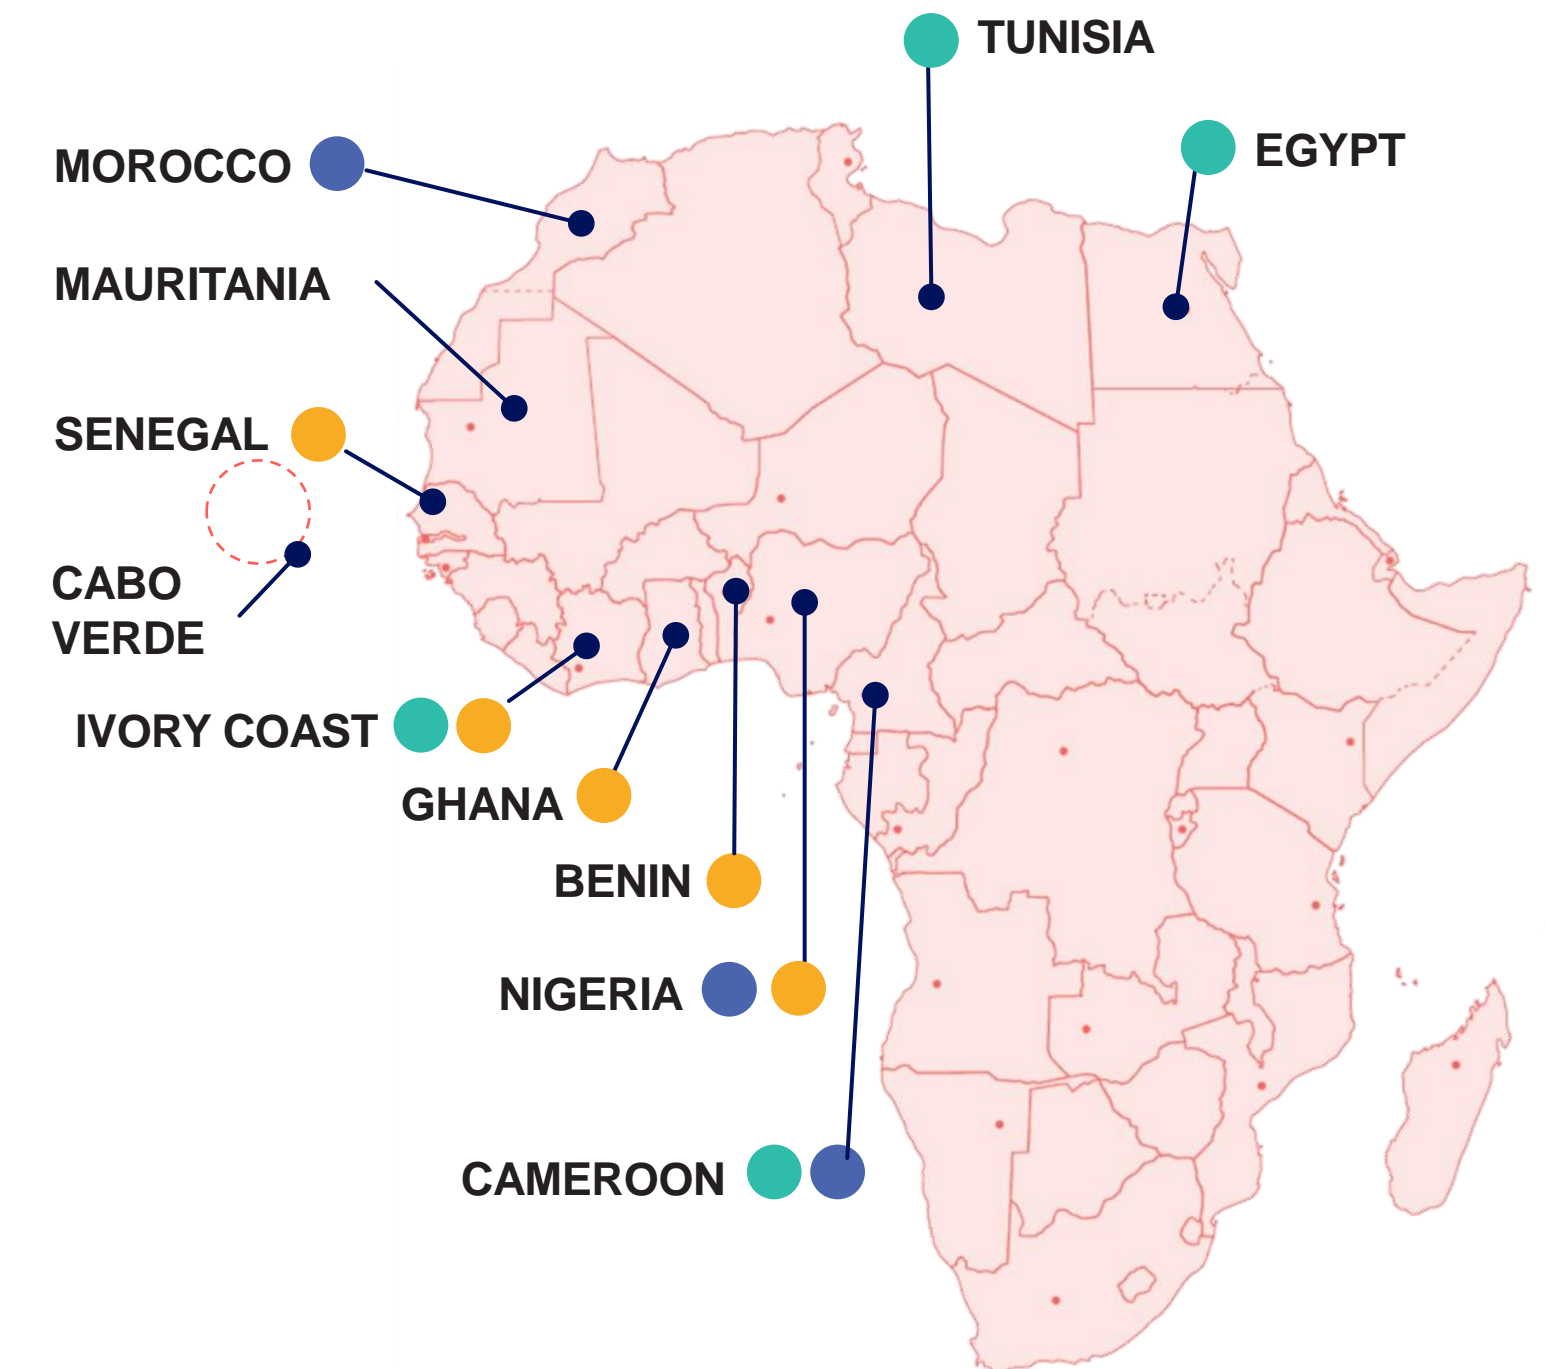 TUNISIA
EGYPT
MOROCCO
MAURITANIA
SENEGAL
CABO
VERDE
IVORY COAST
GHANA
BENIN
NIGERIA
CAMEROON